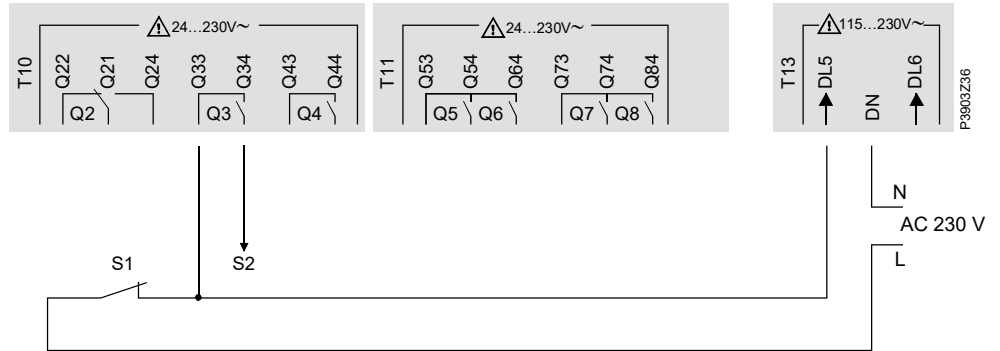 ⚠24...230V~
⚠24...230V~
⚠115...230V~
T10 Q22 Q21 Q24 Q33 Q34 Q43 Q44
T11 Q53 Q54 Q64 Q73 Q74 Q84
T13 DL5 DN DL6
Q2 Q3 Q4
Q5 Q6 Q7 Q8
P3903Z36
N
AC 230 V
L
S1 S2